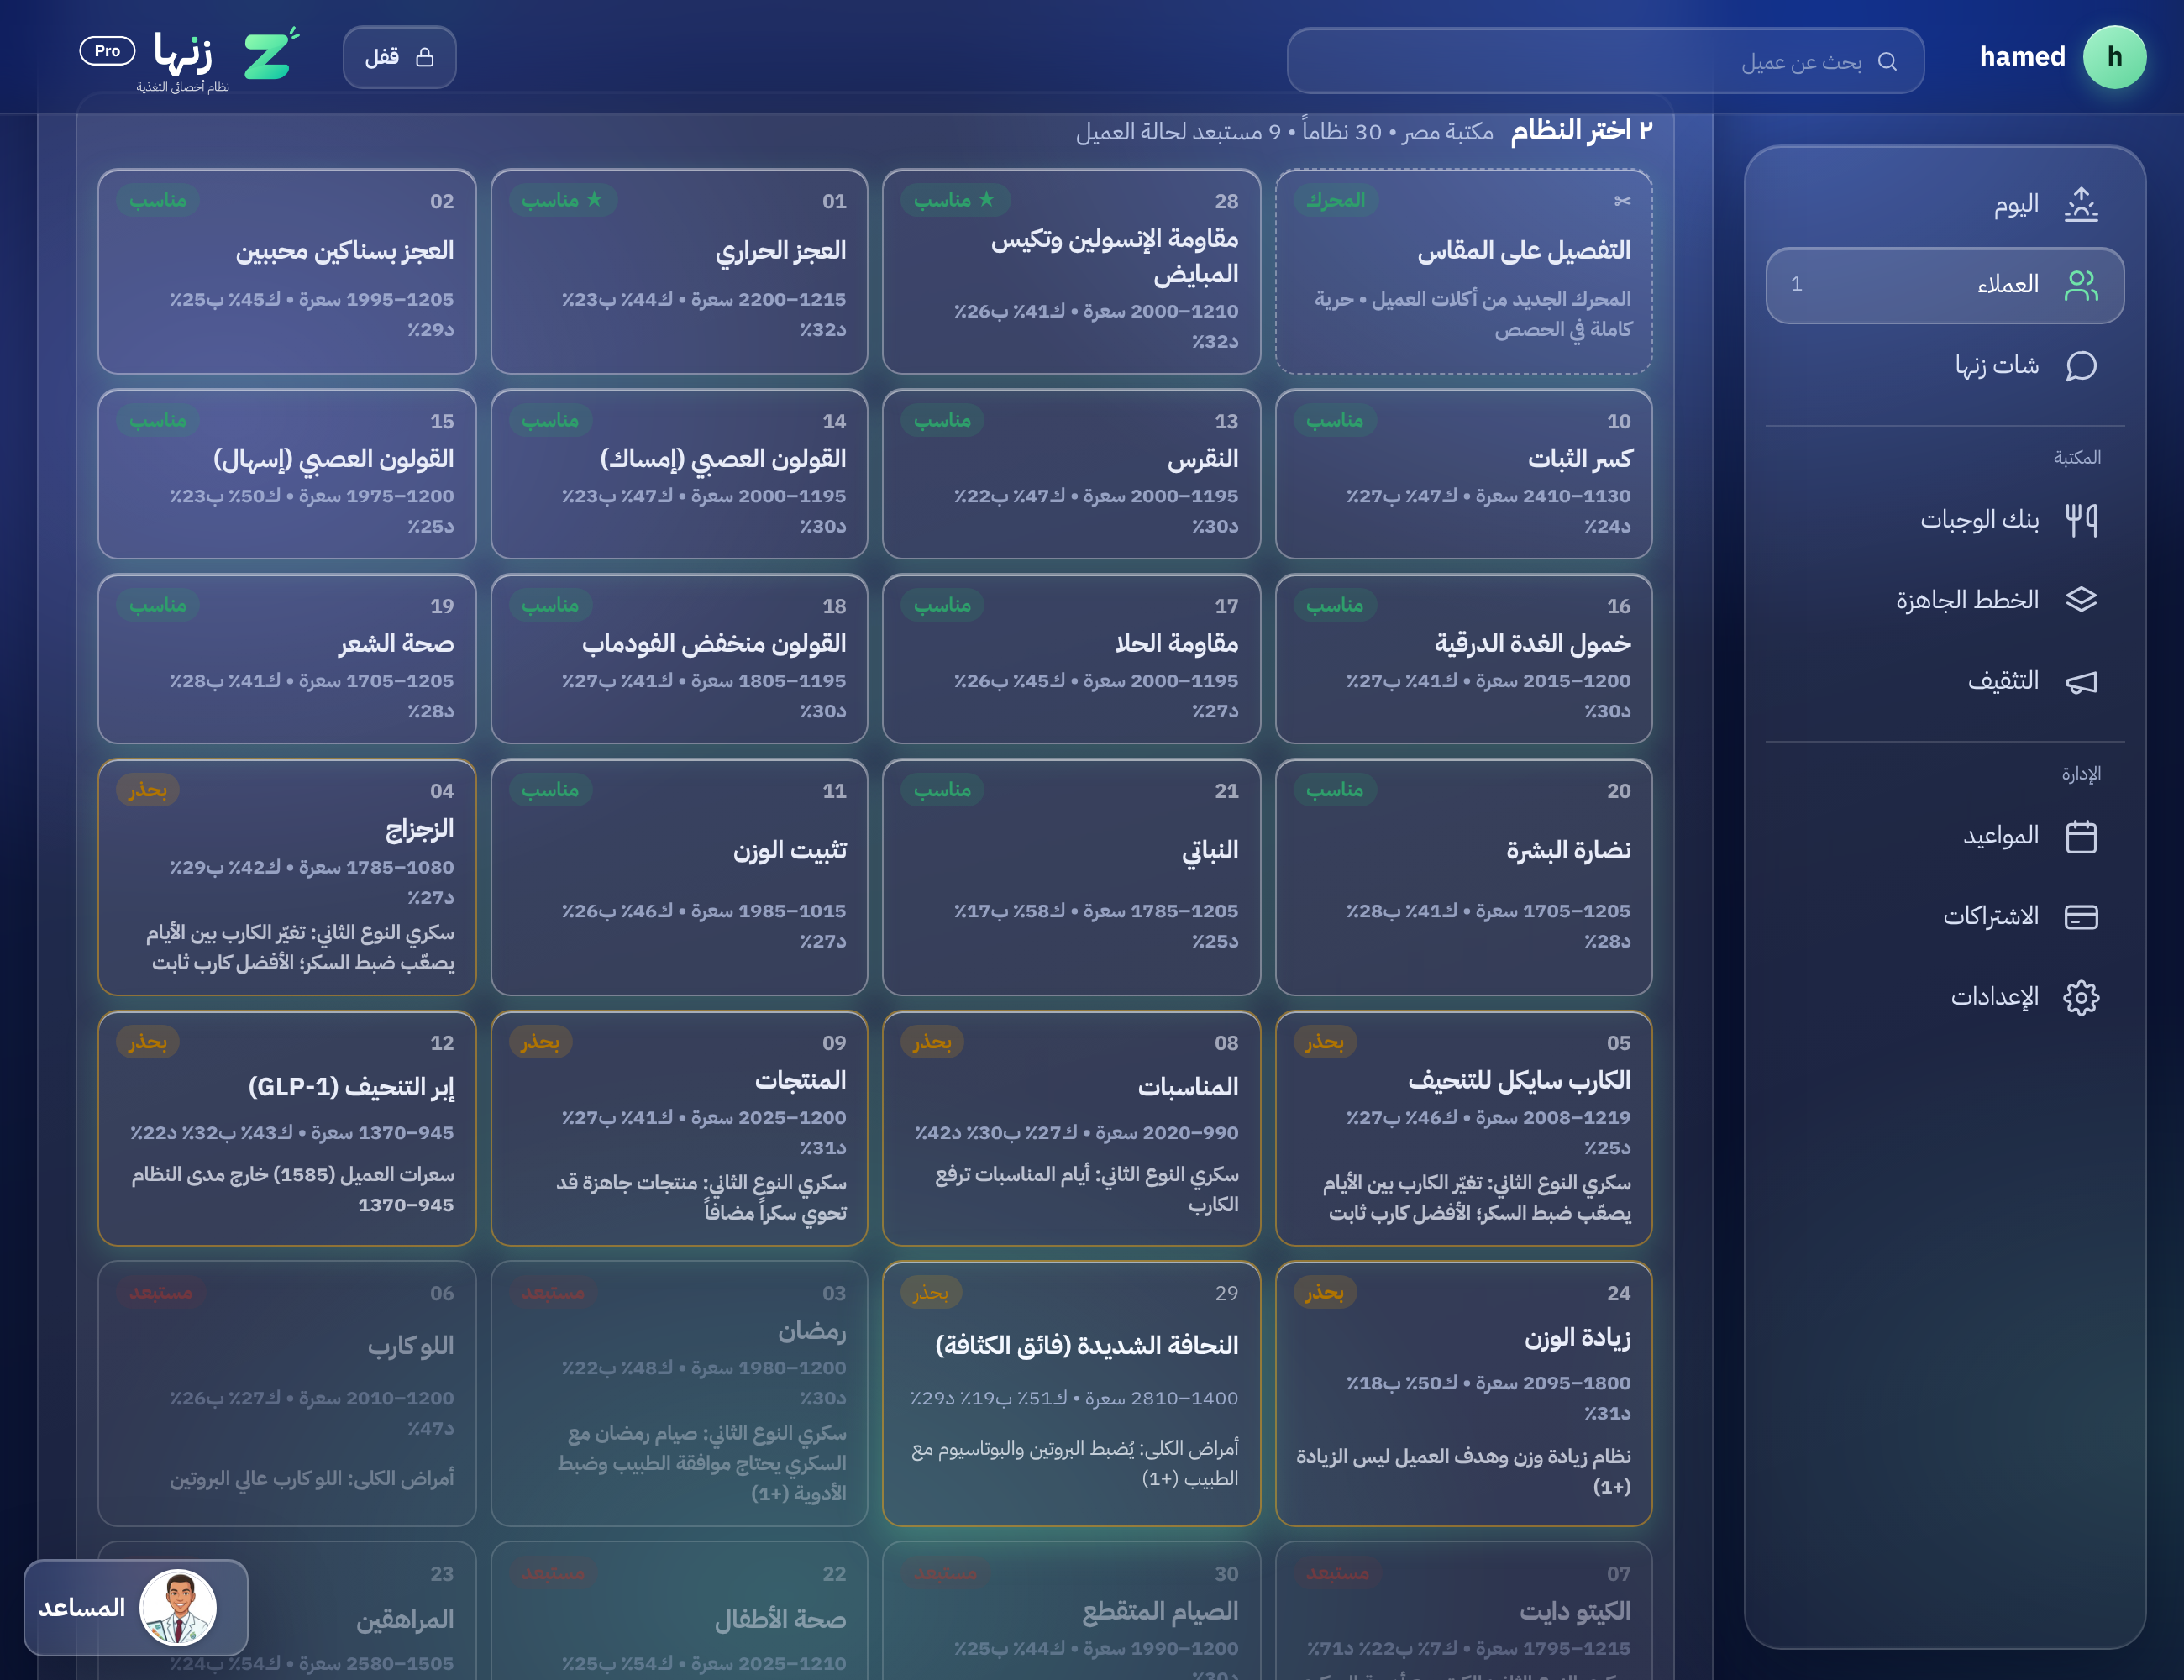 h
hamed
بحث عن عميل
قفل
زنها
Pro
نظام أخصائي التغذية
اليوم
العملاء
1
شات زنها
المكتبة
بنك الوجبات
الخطط الجاهزة
التثقيف
الإدارة
المواعيد
الاشتراكات
الإعدادات
٢ اختر النظام
مكتبة مصر • 30 نظاماً • 9 مستبعد لحالة العميل
المحرك
التفصيل على المقاس
المحرك الجديد من أكلات العميل • حرية
كاملة في الحصص
28
★ مناسب
مقاومة الإنسولين وتكيس
المبايض
1210–2000 سعرة • ك41٪ ب26٪
د32٪
01
★ مناسب
العجز الحراري
1215–2200 سعرة • ك44٪ ب23٪
د32٪
02
مناسب
العجز بسناكين محببين
1205–1995 سعرة • ك45٪ ب25٪
د29٪
10
مناسب
كسر الثبات
1130–2410 سعرة • ك47٪ ب27٪
د24٪
13
مناسب
النقرس
1195–2000 سعرة • ك47٪ ب22٪
د30٪
14
مناسب
القولون العصبي (إمساك)
1195–2000 سعرة • ك47٪ ب23٪
د30٪
15
مناسب
القولون العصبي (إسهال)
1200–1975 سعرة • ك50٪ ب23٪
د25٪
16
مناسب
خمول الغدة الدرقية
1200–2015 سعرة • ك41٪ ب27٪
د30٪
17
مناسب
مقاومة الحلا
1195–2000 سعرة • ك45٪ ب26٪
د27٪
18
مناسب
القولون منخفض الفودماب
1195–1805 سعرة • ك41٪ ب27٪
د30٪
19
مناسب
صحة الشعر
1205–1705 سعرة • ك41٪ ب28٪
د28٪
20
مناسب
نضارة البشرة
1205–1705 سعرة • ك41٪ ب28٪
د28٪
21
مناسب
النباتي
1205–1785 سعرة • ك58٪ ب17٪
د25٪
11
مناسب
تثبيت الوزن
1015–1985 سعرة • ك46٪ ب26٪
د27٪
04
بحذر
الزجزاج
1080–1785 سعرة • ك42٪ ب29٪
د27٪
سكري النوع الثاني: تغيّر الكارب بين الأيام
يصعّب ضبط السكر؛ الأفضل كارب ثابت
05
بحذر
الكارب سايكل للتنحيف
1219–2008 سعرة • ك46٪ ب27٪
د25٪
سكري النوع الثاني: تغيّر الكارب بين الأيام
يصعّب ضبط السكر؛ الأفضل كارب ثابت
08
بحذر
المناسبات
990–2020 سعرة • ك27٪ ب30٪ د42٪
سكري النوع الثاني: أيام المناسبات ترفع
الكارب
09
بحذر
المنتجات
1200–2025 سعرة • ك41٪ ب27٪
د31٪
سكري النوع الثاني: منتجات جاهزة قد
تحوي سكراً مضافاً
12
بحذر
إبر التنحيف (GLP-1)
945–1370 سعرة • ك43٪ ب32٪ د22٪
سعرات العميل (1585) خارج مدى النظام
945–1370
24
بحذر
زيادة الوزن
1800–2095 سعرة • ك50٪ ب18٪
د31٪
نظام زيادة وزن وهدف العميل ليس الزيادة
(+1)
29
بحذر
النحافة الشديدة (فائق الكثافة)
1400–2810 سعرة • ك51٪ ب19٪ د29٪
أمراض الكلى: يُضبط البروتين والبوتاسيوم مع
الطبيب (+1)
03
مستبعد
رمضان
1200–1980 سعرة • ك48٪ ب22٪
د30٪
سكري النوع الثاني: صيام رمضان مع
السكري يحتاج موافقة الطبيب وضبط
الأدوية (+1)
06
مستبعد
اللو كارب
1200–2010 سعرة • ك27٪ ب26٪
د47٪
أمراض الكلى: اللو كارب عالي البروتين
07
مستبعد
الكيتو دايت
1215–1795 سعرة • ك7٪ ب22٪ د71٪
30
مستبعد
الصيام المتقطع
1200–1990 سعرة • ك44٪ ب25٪
22
مستبعد
صحة الأطفال
1210–2025 سعرة • ك54٪ ب25٪
23
المراهقين
1505–2580 سعرة • ك54٪ ب24٪
المساعد